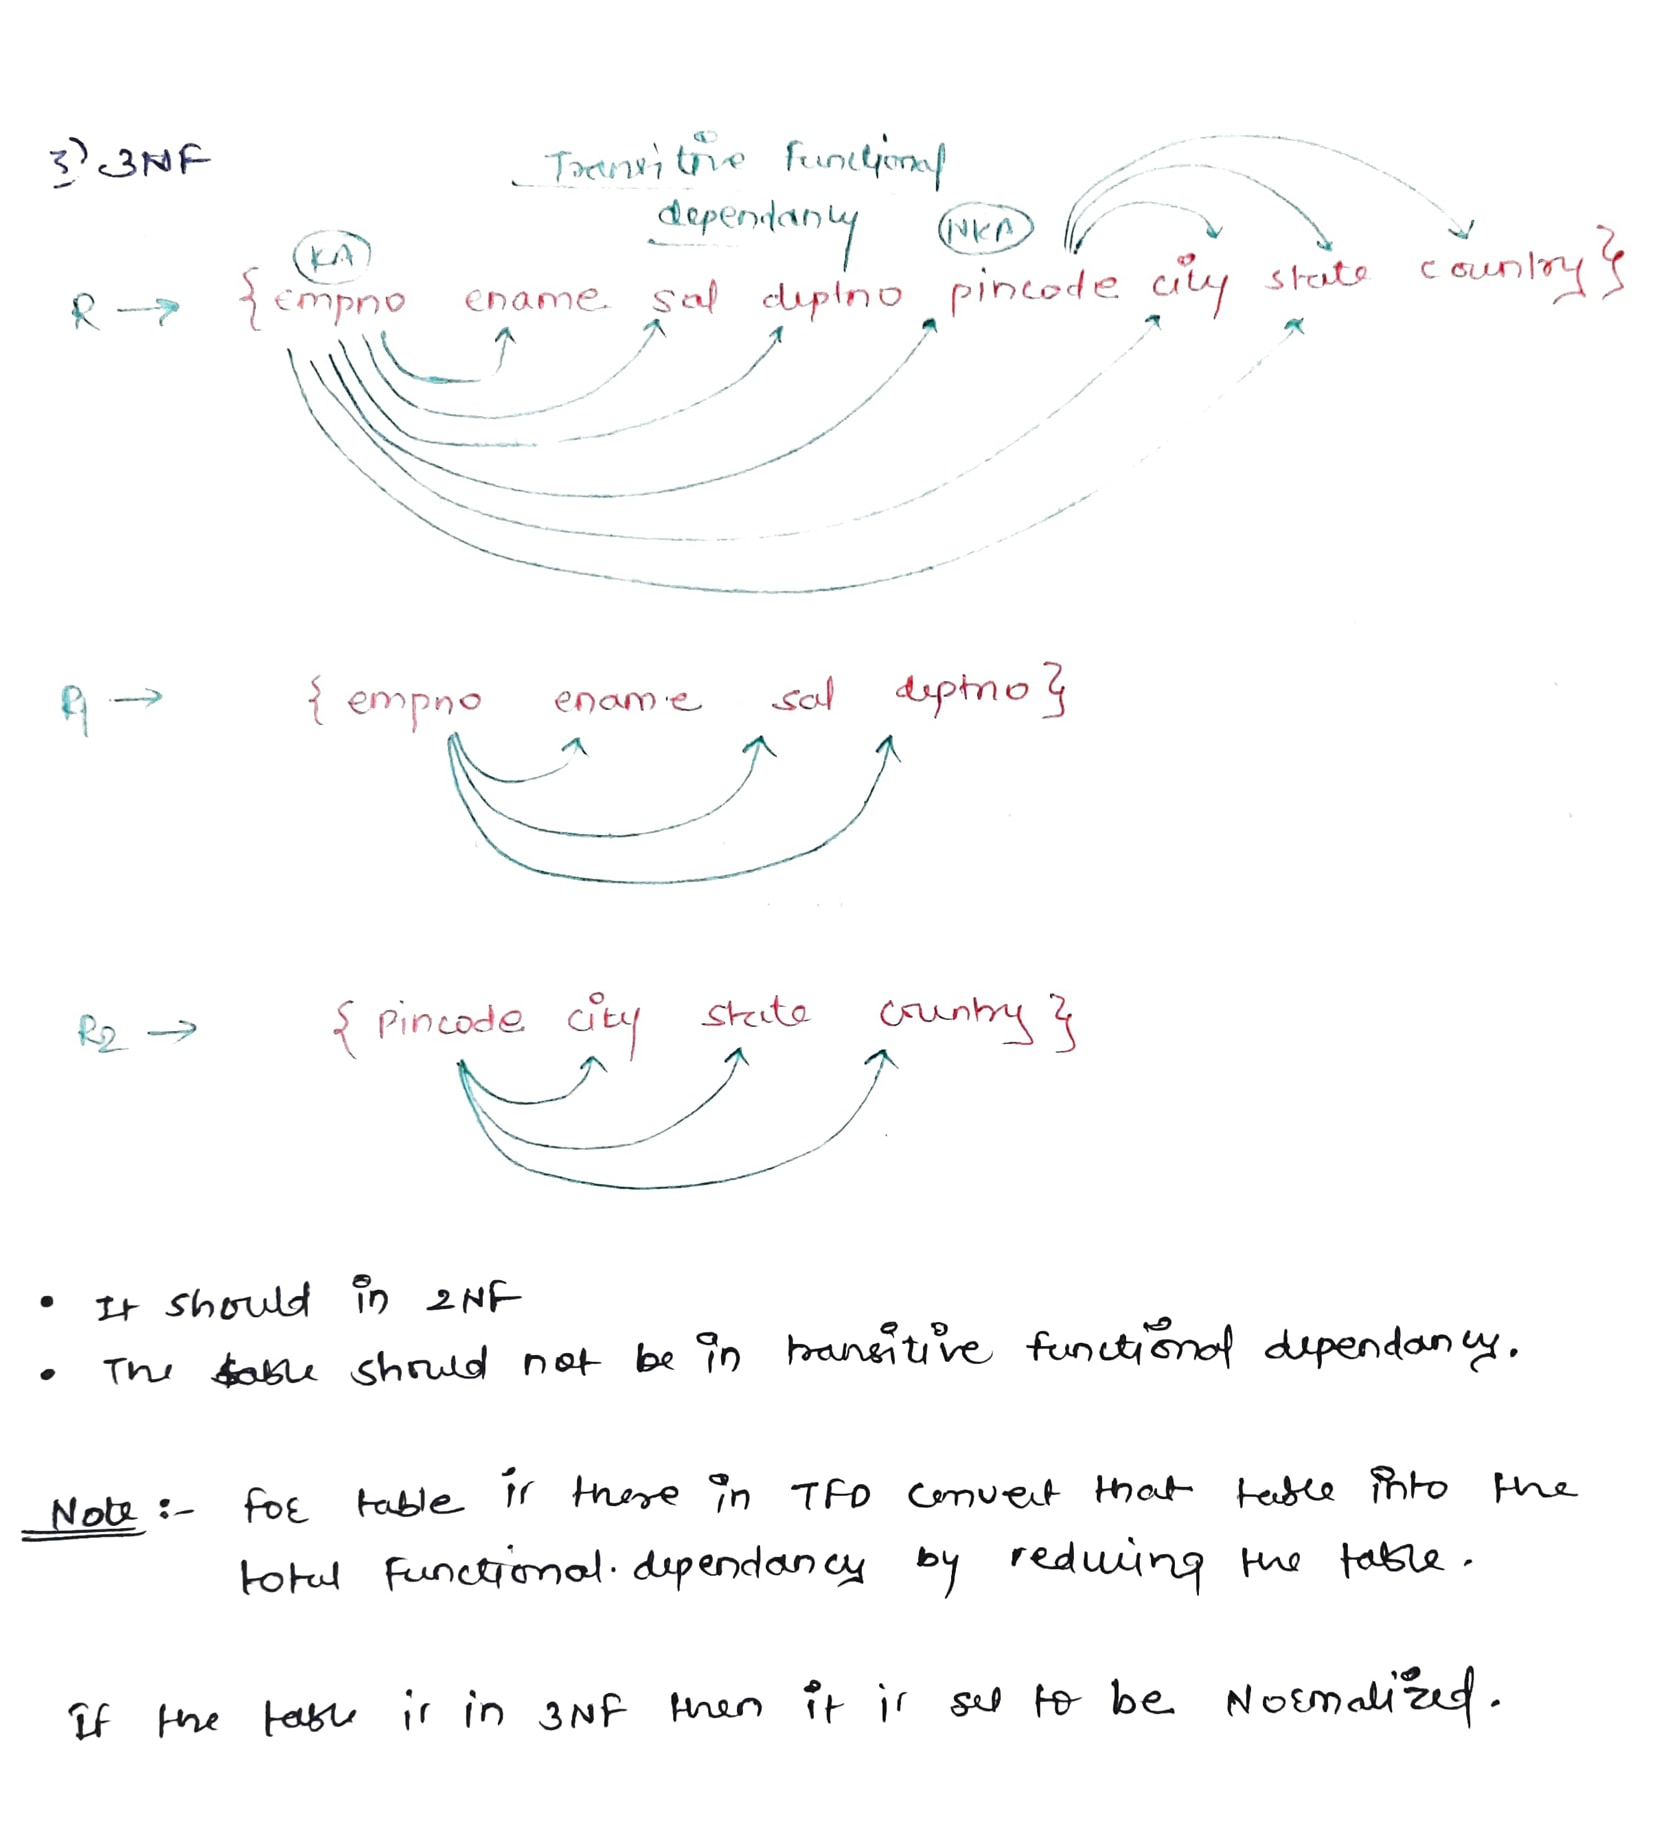 3) 3NF
Transitive Functional
dependancy
KA
NKA
R → { empno ename sal deptno pincode city state country }
R1 → { empno ename sal deptno }
R2 → { pincode city state country }
• It should in 2NF
• The table should not be in transitive functional dependancy.
Note :- for table is there in TFD convert that table into the
total Functional dependancy by reducing the table.
If the table is in 3NF then it is sed to be Normalized.